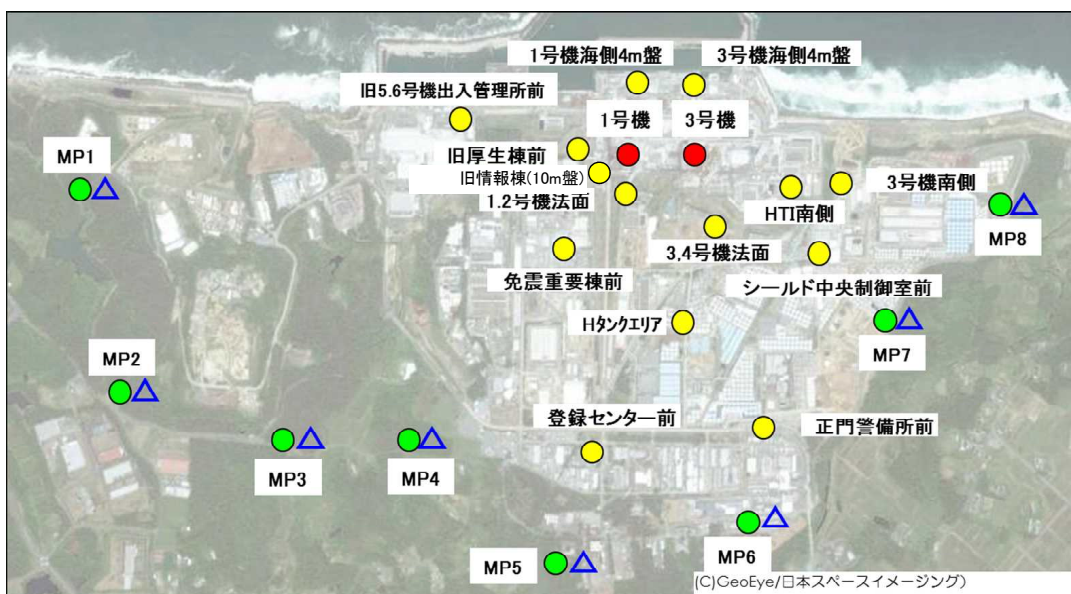 1号機海側4m盤
3号機海側4m盤
旧5.6号機出入管理所前
1号機
3号機
MP1
旧厚生棟前
旧情報棟(10m盤)
1.2号機法面
3号機南側
HTI南側
MP8
3,4号機法面
免震重要棟前
シールド中央制御室前
Hタンクエリア
MP7
MP2
登録センター前
正門警備所前
MP3
MP4
MP6
MP5
(C)GeoEye/日本スペースイメージング)